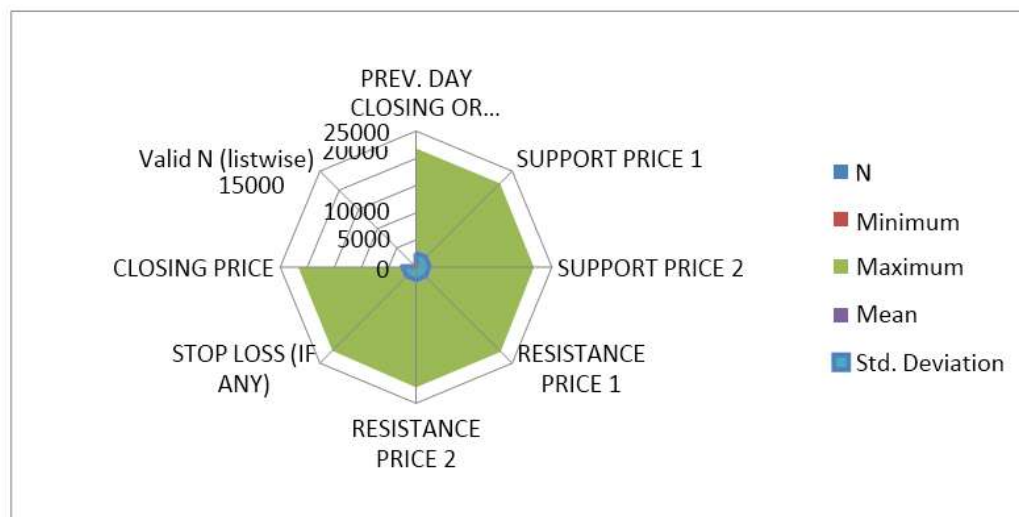 PREV. DAY
CLOSING OR...
25000
20000
Valid N (listwise)
15000
SUPPORT PRICE 1
10000
5000
0
CLOSING PRICE
SUPPORT PRICE 2
STOP LOSS (IF
ANY)
RESISTANCE
PRICE 1
RESISTANCE
PRICE 2
N
Minimum
Maximum
Mean
Std. Deviation